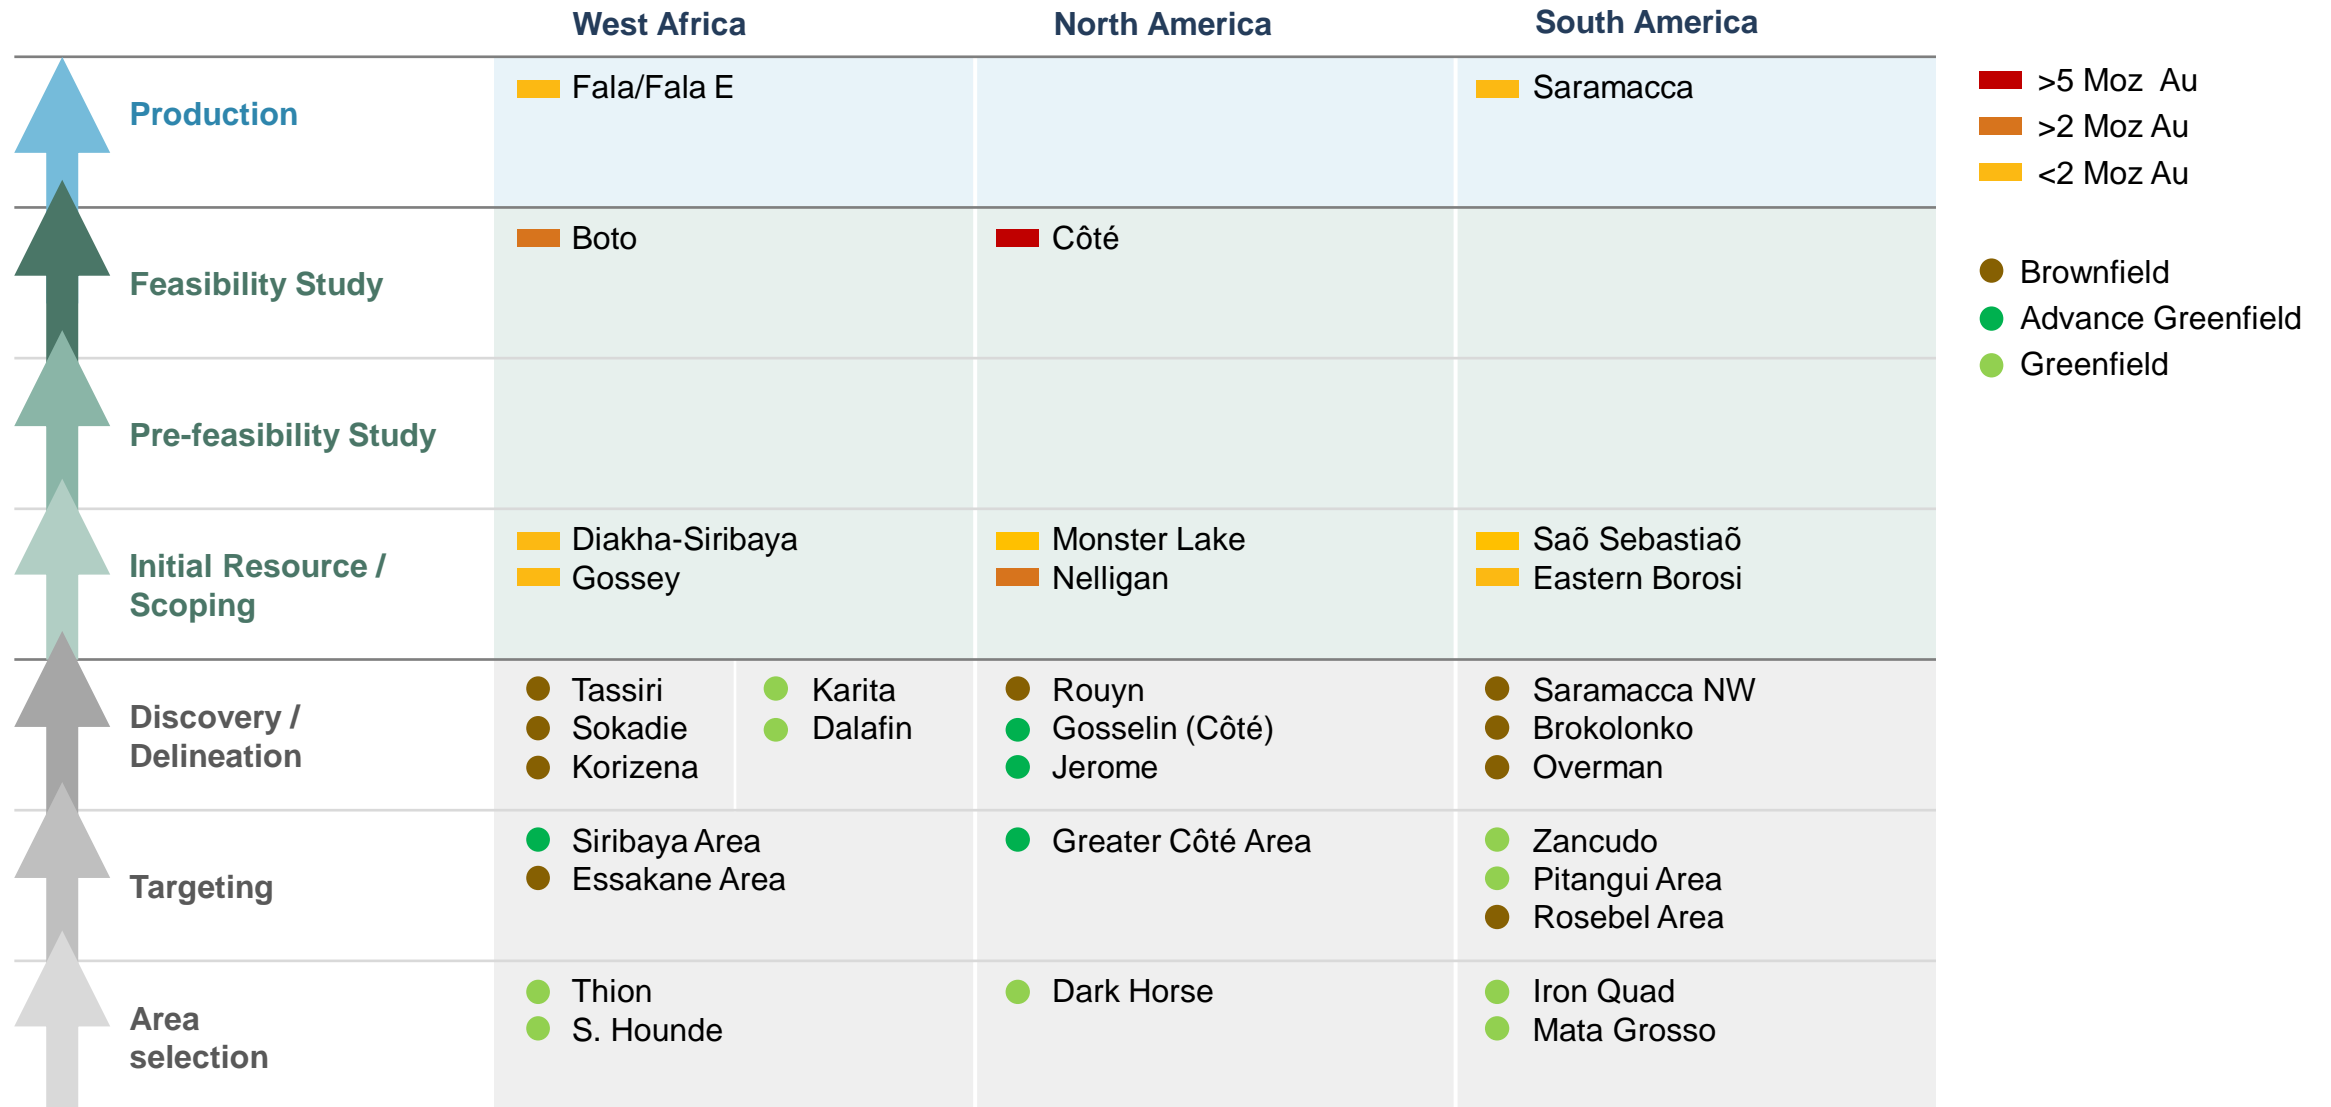 West Africa
North America
South America
Production
Fala/Fala E
Saramacca
Feasibility Study
Boto
Côté
Pre-feasibility Study
Initial Resource /
Scoping
Diakha-Siribaya
Gossey
Monster Lake
Nelligan
Saõ Sebastiaõ
Eastern Borosi
Discovery /
Delineation
Tassiri
Sokadie
Korizena
Karita
Dalafin
Rouyn
Gosselin (Côté)
Jerome
Saramacca NW
Brokolonko
Overman
Targeting
Siribaya Area
Essakane Area
Greater Côté Area
Zancudo
Pitangui Area
Rosebel Area
Area
selection
Thion
S. Hounde
Dark Horse
Iron Quad
Mata Grosso
>5 Moz Au
>2 Moz Au
<2 Moz Au
Brownfield
Advance Greenfield
Greenfield